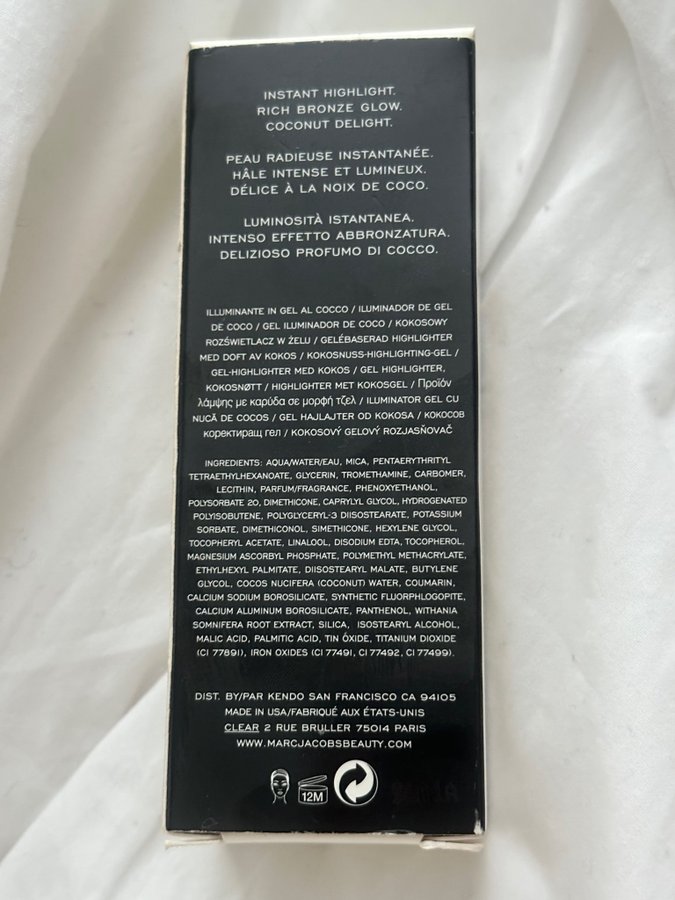 INSTANT HIGHLIGHT.
RICH BRONZE GLOW.
COCONUT DELIGHT.
PEAU RADIEUSE INSTANTANÉE.
HÂLE INTENSE ET LUMINEUX.
DÉLICE À LA NOIX DE COCO.
LUMINOSITÀ ISTANTANEA.
INTENSO EFFETTO ABBRONZATURA.
DELIZIOSO PROFUMO DI COCCO.
ILLUMINANTE IN GEL AL COCCO / ILUMINADOR DE GEL
DE COCO / GEL ILUMINADOR DE COCO / KOKOSOWY
ROZŚWIETLACZ W ŻELU / GELÉBASERAD HIGHLIGHTER
MED DOFT AV KOKOS / KOKOSNUSS-HIGHLIGHTING-GEL /
GEL-HIGHLIGHTER MED KOKOS / GEL HIGHLIGHTER,
KOKOSNØTT / HIGHLIGHTER MET KOKOSGEL / Προϊόν
λάμψης με καρύδα σε μορφή τζελ / ILUMINATOR GEL CU
NUCĂ DE COCOS / GEL HAJLAJTER OD KOKOSA / КОКОСОВ
коректиращ гел / KOKOSOVÝ GELOVÝ ROZJASŇOVAČ
INGREDIENTS: AQUA/WATER/EAU, MICA, PENTAERYTHRITYL
TETRAETHYLHEXANOATE, GLYCERIN, TROMETHAMINE, CARBOMER,
LECITHIN, PARFUM/FRAGRANCE, PHENOXYETHANOL,
POLYSORBATE 20, DIMETHICONE, CAPRYLYL GLYCOL, HYDROGENATED
POLYISOBUTENE, POLYGLYCERYL-3 DIISOSTEARATE, POTASSIUM
SORBATE, DIMETHICONOL, SIMETHICONE, HEXYLENE GLYCOL,
TOCOPHERYL ACETATE, LINALOOL, DISODIUM EDTA, TOCOPHEROL,
MAGNESIUM ASCORBYL PHOSPHATE, POLYMETHYL METHACRYLATE,
ETHYLHEXYL PALMITATE, DIISOSTEARYL MALATE, BUTYLENE
GLYCOL, COCOS NUCIFERA (COCONUT) WATER, COUMARIN,
CALCIUM SODIUM BOROSILICATE, SYNTHETIC FLUORPHLOGOPITE,
CALCIUM ALUMINUM BOROSILICATE, PANTHENOL, WITHANIA
SOMNIFERA ROOT EXTRACT, SILICA, ISOSTEARYL ALCOHOL,
MALIC ACID, PALMITIC ACID, TIN OXIDE, TITANIUM DIOXIDE
(CI 77891), IRON OXIDES (CI 77491, CI 77492, CI 77499).
DIST. BY/PAR KENDO SAN FRANCISCO CA 94105
MADE IN USA/FABRIQUÉ AUX ÉTATS-UNIS
CLEAR 2 RUE BRULLER 75014 PARIS
WWW.MARCJACOBSBEAUTY.COM
12M